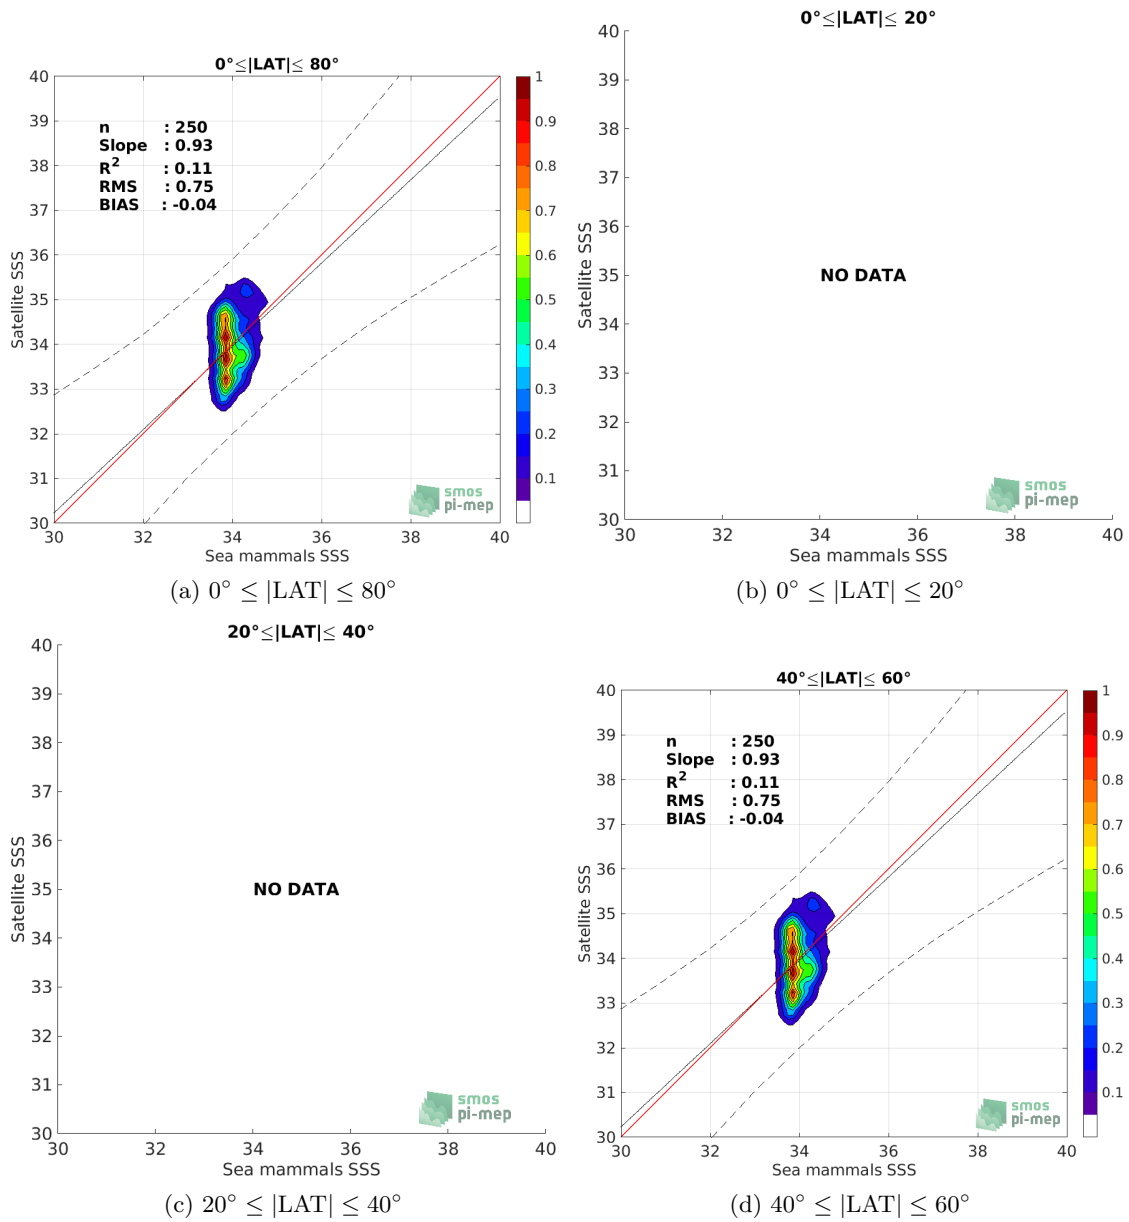 0°≤|LAT|≤ 80°
40
39
38
37
36
35
34
33
32
31
30
Satellite SSS
n : 250
Slope : 0.93
R² : 0.11
RMS : 0.75
BIAS : -0.04
smos
pi-mep
30 32 34 36 38 40
Sea mammals SSS
1
0.9
0.8
0.7
0.6
0.5
0.4
0.3
0.2
0.1
(a) 0° ≤ |LAT| ≤ 80°
0°≤|LAT|≤ 20°
40
39
38
37
36
35
34
33
32
31
30
Satellite SSS
NO DATA
smos
pi-mep
30 32 34 36 38 40
Sea mammals SSS
(b) 0° ≤ |LAT| ≤ 20°
20°≤|LAT|≤ 40°
40
39
38
37
36
35
34
33
32
31
30
Satellite SSS
NO DATA
smos
pi-mep
30 32 34 36 38 40
Sea mammals SSS
(c) 20° ≤ |LAT| ≤ 40°
40°≤|LAT|≤ 60°
40
39
38
37
36
35
34
33
32
31
30
Satellite SSS
n : 250
Slope : 0.93
R² : 0.11
RMS : 0.75
BIAS : -0.04
smos
pi-mep
30 32 34 36 38 40
Sea mammals SSS
1
0.9
0.8
0.7
0.6
0.5
0.4
0.3
0.2
0.1
(d) 40° ≤ |LAT| ≤ 60°